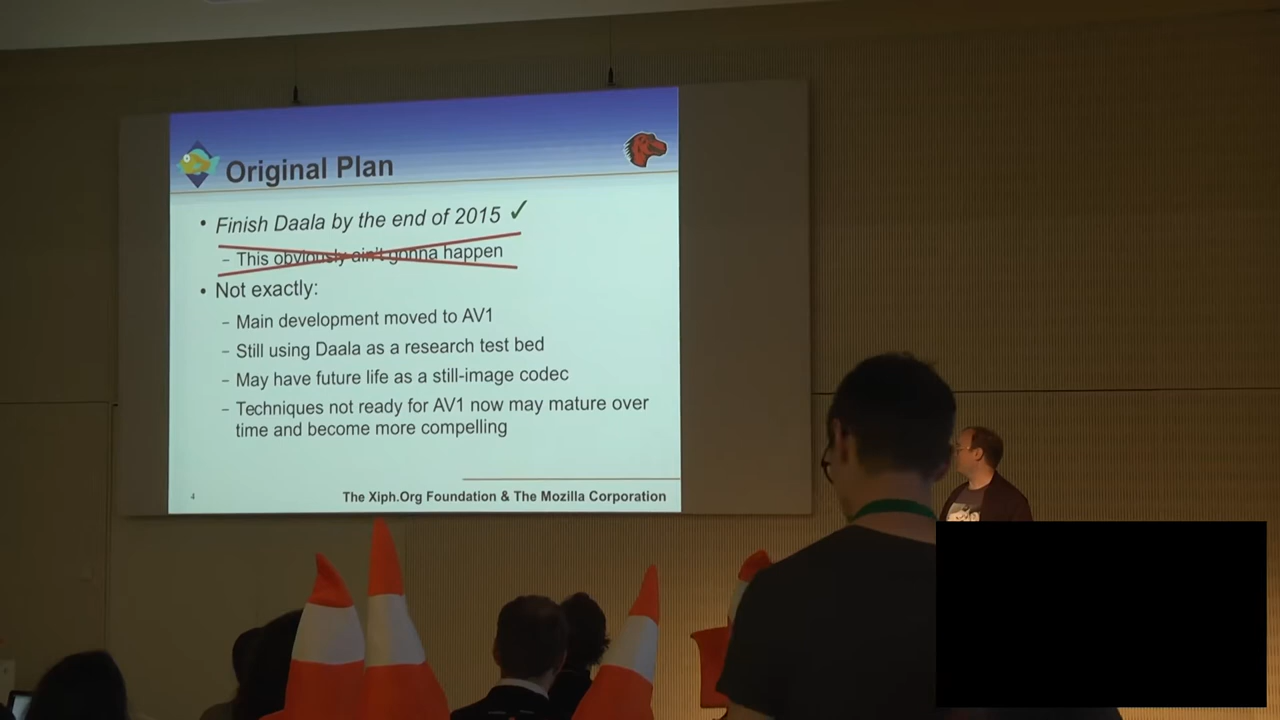 Original Plan
• Finish Daala by the end of 2015 ✓
– This obviously ain't gonna happen
• Not exactly:
– Main development moved to AV1
– Still using Daala as a research test bed
– May have future life as a still-image codec
– Techniques not ready for AV1 now may mature over
time and become more compelling
4
The Xiph.Org Foundation & The Mozilla Corporation